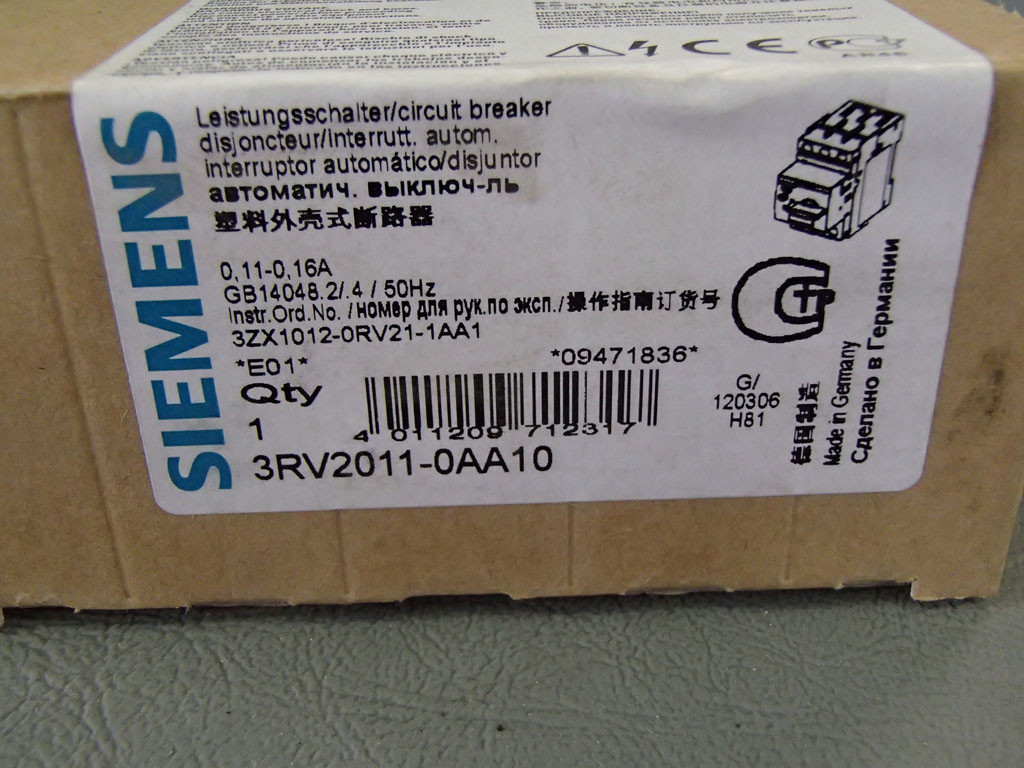 SIEMENS
Leistungsschalter/circuit breaker
disjoncteur/interrutt. autom.
interruptor automático/disjuntor
автоматич. выключ-ль
塑料外壳式断路器
0,11-0,16A
GB14048.2/.4 / 50Hz
Instr.Ord.No./номер для рук.по эксп./操作指南订货号
3ZX1012-0RV21-1AA1
*E01*
*09471836*
Qty
1
4 011209 712317
3RV2011-0AA10
G/
120306
H81
德国制造
Made in Germany
Сделано в Германии
CE